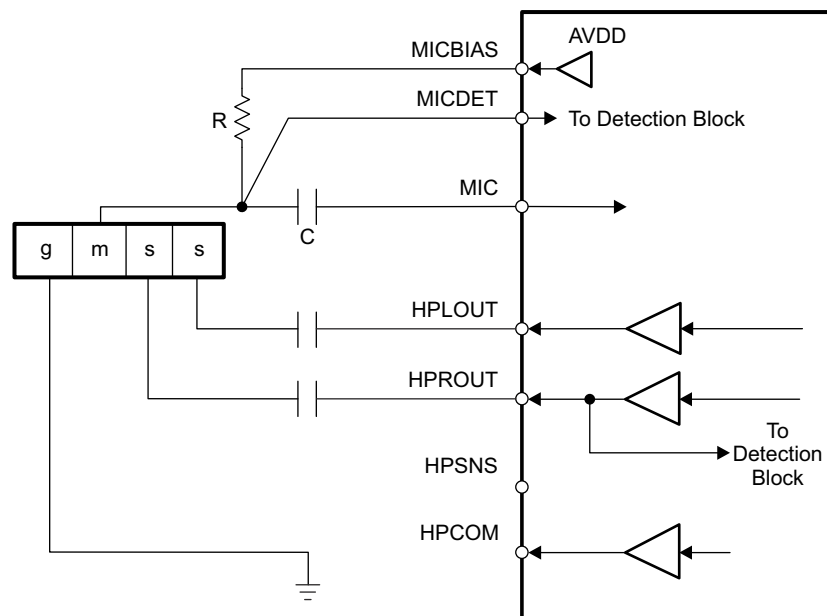 MICBIAS
AVDD
MICDET
To Detection Block
R
MIC
C
g m s s
HPLOUT
HPROUT
To
Detection
Block
HPSNS
HPCOM